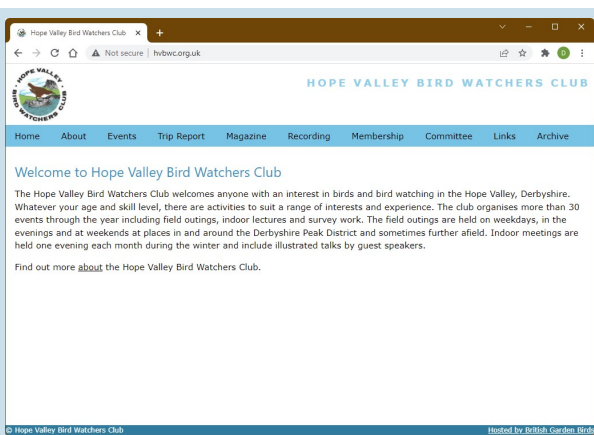 Hope Valley Bird Watchers Club
Not secure | hvbwc.org.uk
D
HOPE VALLEY
BIRD WATCHERS CLUB
HOPE VALLEY BIRD WATCHERS CLUB
Home About Events Trip Report Magazine Recording Membership Committee Links Archive
Welcome to Hope Valley Bird Watchers Club
The Hope Valley Bird Watchers Club welcomes anyone with an interest in birds and bird watching in the Hope Valley, Derbyshire.
Whatever your age and skill level, there are activities to suit a range of interests and experience. The club organises more than 30
events through the year including field outings, indoor lectures and survey work. The field outings are held on weekdays, in the
evenings and at weekends at places in and around the Derbyshire Peak District and sometimes further afield. Indoor meetings are
held one evening each month during the winter and include illustrated talks by guest speakers.
Find out more about the Hope Valley Bird Watchers Club.
© Hope Valley Bird Watchers Club Hosted by British Garden Birds